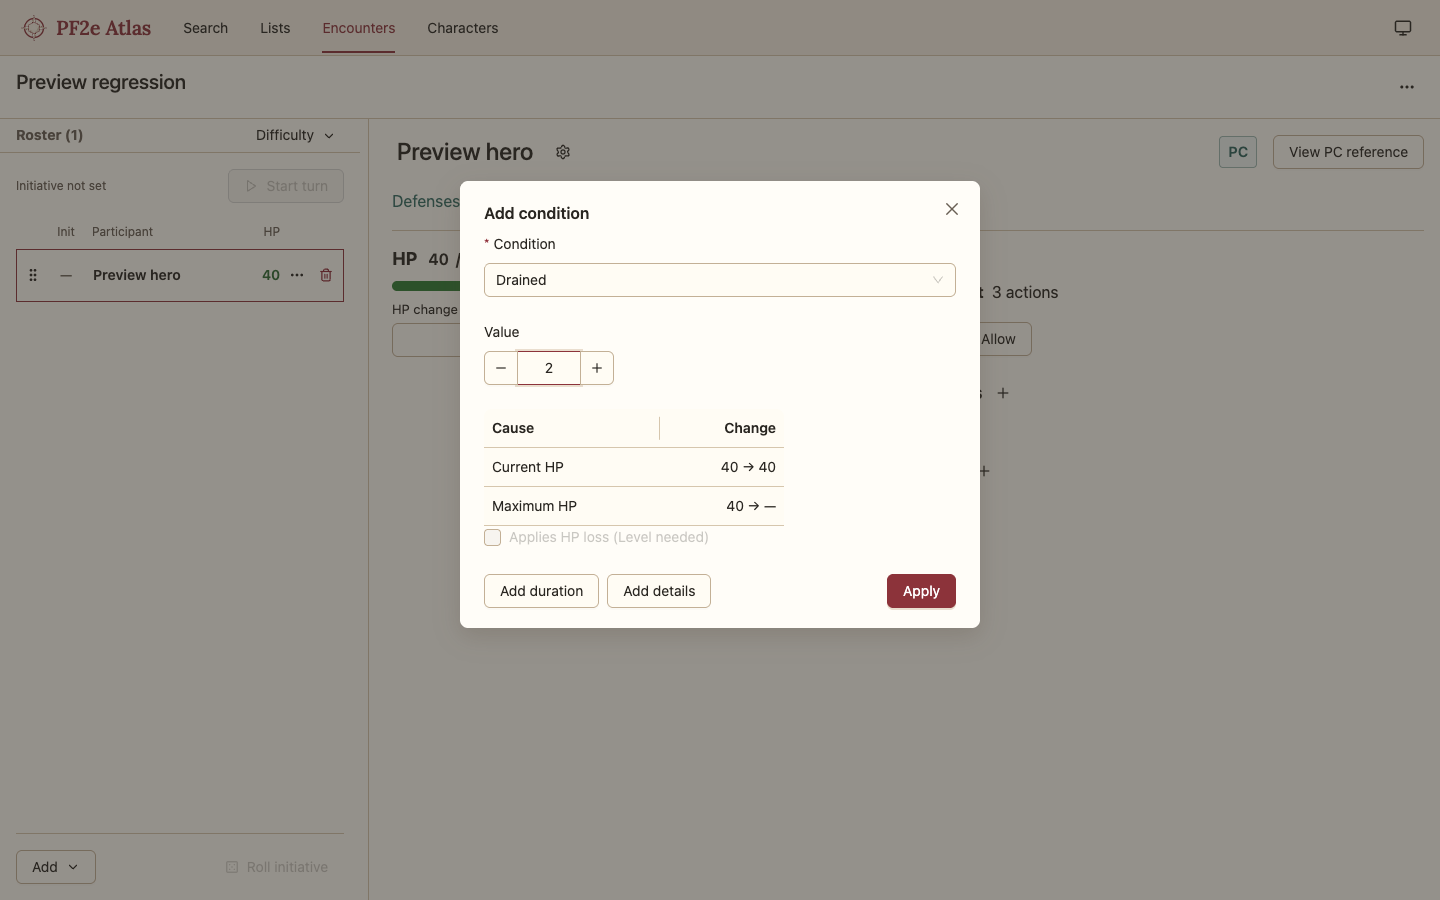 PF2e Atlas
Search
Lists
Encounters
Characters
Preview regression
Roster (1)
Difficulty
Initiative not set
Start turn
Init
Participant
HP
—
Preview hero
40
Add
Roll initiative
Preview hero
PC
View PC reference
Defenses
HP 40 /
HP change
3 actions
Allow
Add condition
* Condition
Drained
Value
2
Cause
Change
Current HP
40 → 40
Maximum HP
40 → —
Applies HP loss (Level needed)
Add duration
Add details
Apply